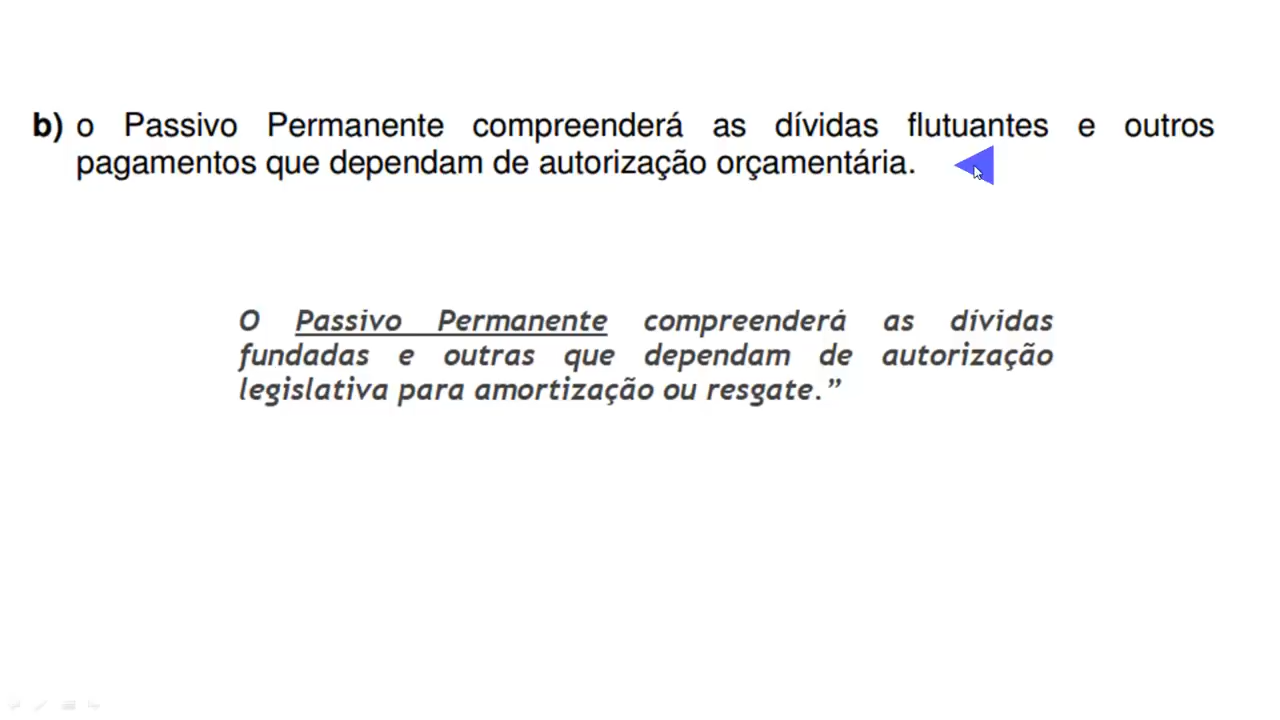 b) o Passivo Permanente compreenderá as dívidas flutuantes e outros
pagamentos que dependam de autorização orçamentária.
O Passivo Permanente compreenderá as dívidas
fundadas e outras que dependam de autorização
legislativa para amortização ou resgate.”